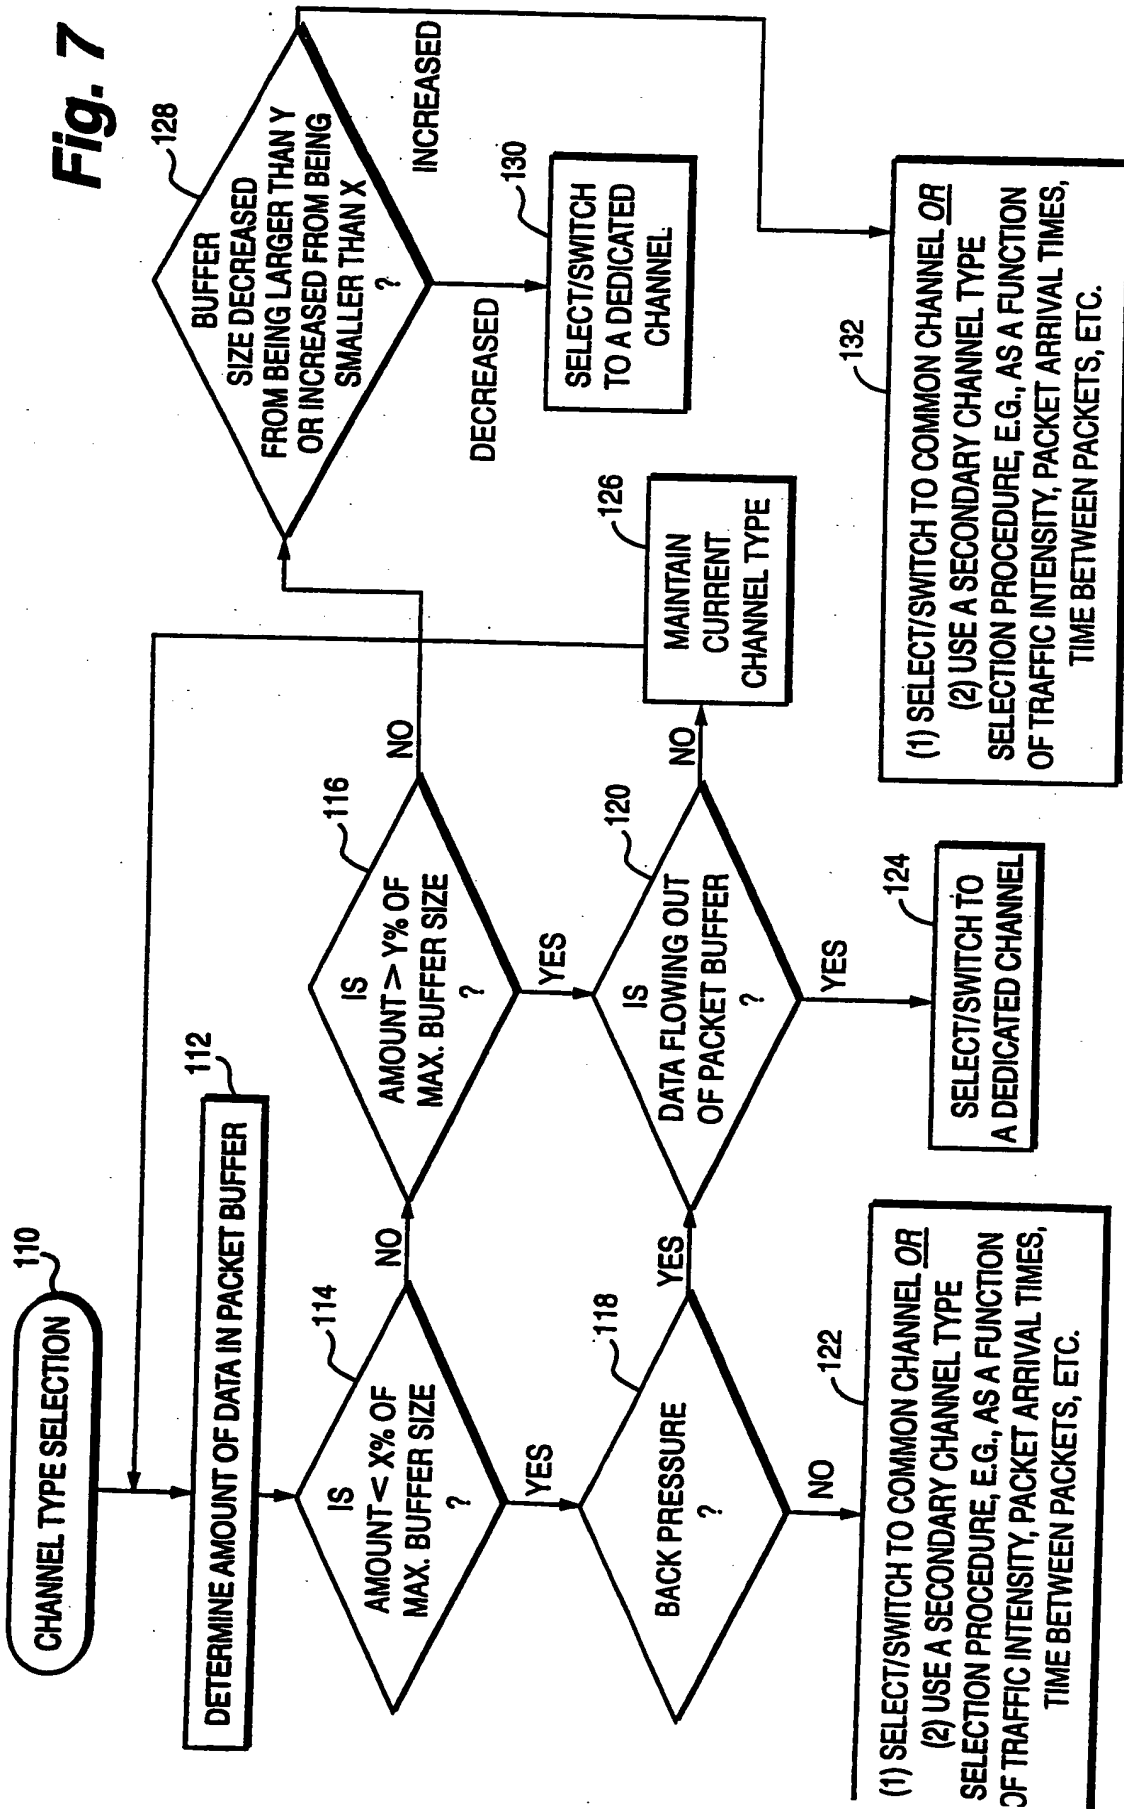 Fig. 7
CHANNEL TYPE SELECTION
110
DETERMINE AMOUNT OF DATA IN PACKET BUFFER
112
IS
AMOUNT < X% OF
MAX. BUFFER SIZE
?
114
NO
YES
IS
AMOUNT > Y% OF
MAX. BUFFER SIZE
?
116
NO
YES
BUFFER
SIZE DECREASED
FROM BEING LARGER THAN Y
OR INCREASED FROM BEING
SMALLER THAN X
?
128
INCREASED
DECREASED
SELECT/SWITCH
TO A DEDICATED
CHANNEL
130
BACK PRESSURE
?
118
YES
NO
IS
DATA FLOWING OUT
OF PACKET BUFFER
?
120
NO
YES
MAINTAIN
CURRENT
CHANNEL TYPE
126
(1) SELECT/SWITCH TO COMMON CHANNEL OR
(2) USE A SECONDARY CHANNEL TYPE
SELECTION PROCEDURE, E.G., AS A FUNCTION
OF TRAFFIC INTENSITY, PACKET ARRIVAL TIMES,
TIME BETWEEN PACKETS, ETC.
122
SELECT/SWITCH TO
A DEDICATED CHANNEL
124
(1) SELECT/SWITCH TO COMMON CHANNEL OR
(2) USE A SECONDARY CHANNEL TYPE
SELECTION PROCEDURE, E.G., AS A FUNCTION
OF TRAFFIC INTENSITY, PACKET ARRIVAL TIMES,
TIME BETWEEN PACKETS, ETC.
132